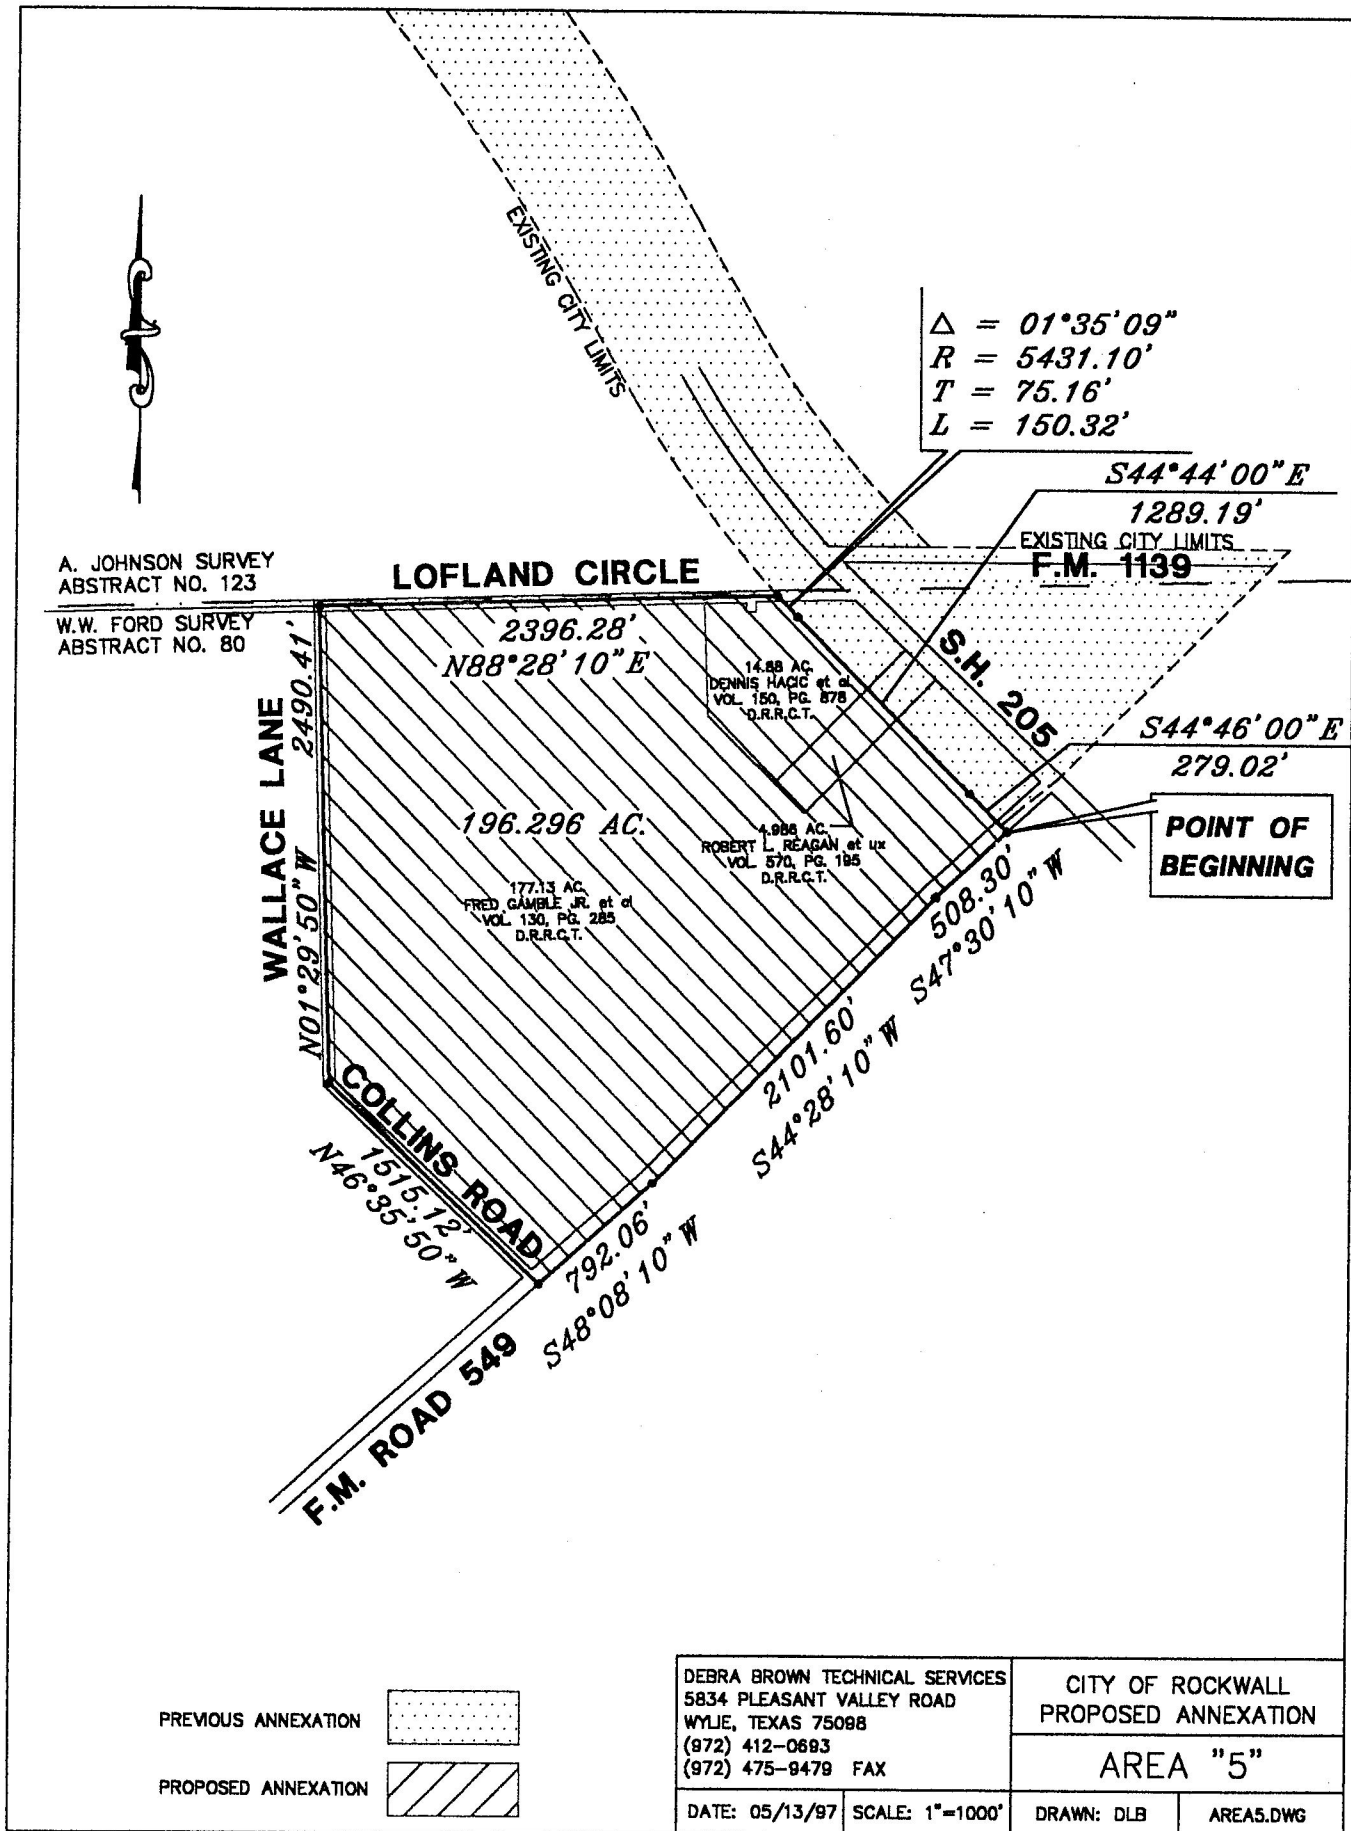 EXISTING CITY LIMITS
△ = 01°35'09"
R = 5431.10'
T = 75.16'
L = 150.32'
S44°44'00"E
1289.19'
EXISTING CITY LIMITS
F.M. 1139
A. JOHNSON SURVEY
ABSTRACT NO. 123
W.W. FORD SURVEY
ABSTRACT NO. 80
LOFLAND CIRCLE
2396.28'
N88°28'10"E
14.88 AC.
DENNIS HACIC et al
VOL. 150, PG. 878
D.R.R.C.T.
S.H. 205
S44°46'00"E
279.02'
POINT OF
BEGINNING
WALLACE LANE
N01°29'50"W 2490.41'
196.296 AC.
4.986 AC.
ROBERT L. REAGAN et ux
VOL. 570, PG. 195
D.R.R.C.T.
177.13 AC.
FRED GAMBLE JR. et al
VOL. 130, PG. 285
D.R.R.C.T.
508.30'
S47°30'10"W
2101.60'
S44°28'10"W
COLLINS ROAD
1515.12'
N46°35'50"W
792.06'
S48°08'10"W
F.M. ROAD 549
PREVIOUS ANNEXATION
PROPOSED ANNEXATION
DEBRA BROWN TECHNICAL SERVICES
5834 PLEASANT VALLEY ROAD
WYLIE, TEXAS 75098
(972) 412-0693
(972) 475-9479 FAX
CITY OF ROCKWALL
PROPOSED ANNEXATION
AREA "5"
DATE: 05/13/97
SCALE: 1"=1000'
DRAWN: DLB
AREA5.DWG